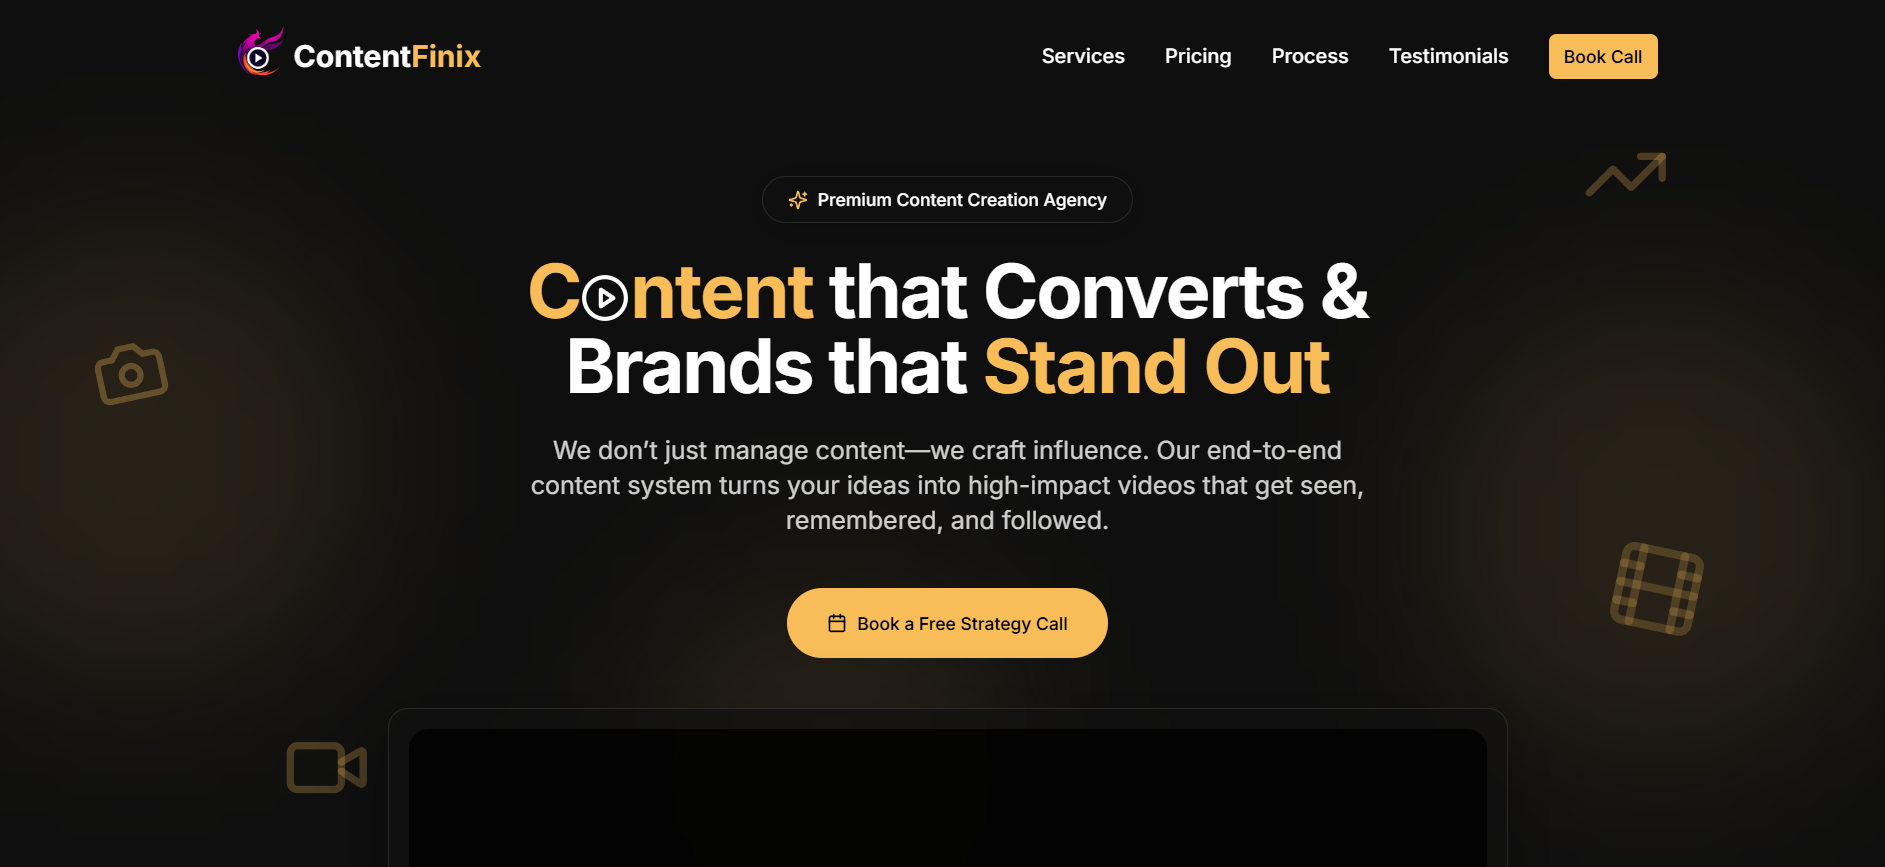 ContentFinix
Services
Pricing
Process
Testimonials
Book Call
Premium Content Creation Agency
Content that Converts &
Brands that Stand Out
We don’t just manage content—we craft influence. Our end-to-end
content system turns your ideas into high-impact videos that get seen,
remembered, and followed.
Book a Free Strategy Call